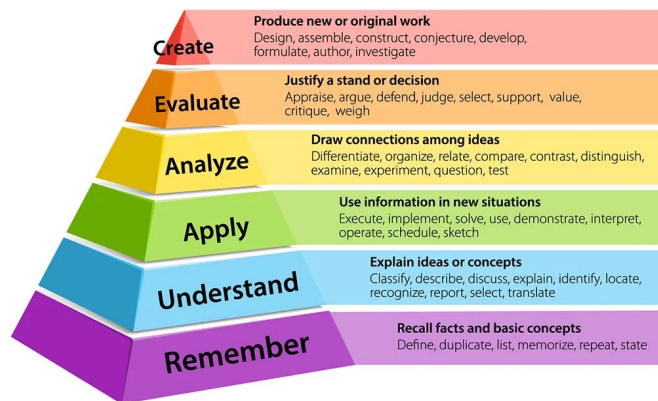 Create
Produce new or original work
Design, assemble, construct, conjecture, develop,
formulate, author, investigate
Evaluate
Justify a stand or decision
Appraise, argue, defend, judge, select, support, value,
critique, weigh
Analyze
Draw connections among ideas
Differentiate, organize, relate, compare, contrast, distinguish,
examine, experiment, question, test
Apply
Use information in new situations
Execute, implement, solve, use, demonstrate, interpret,
operate, schedule, sketch
Understand
Explain ideas or concepts
Classify, describe, discuss, explain, identify, locate,
recognize, report, select, translate
Remember
Recall facts and basic concepts
Define, duplicate, list, memorize, repeat, state